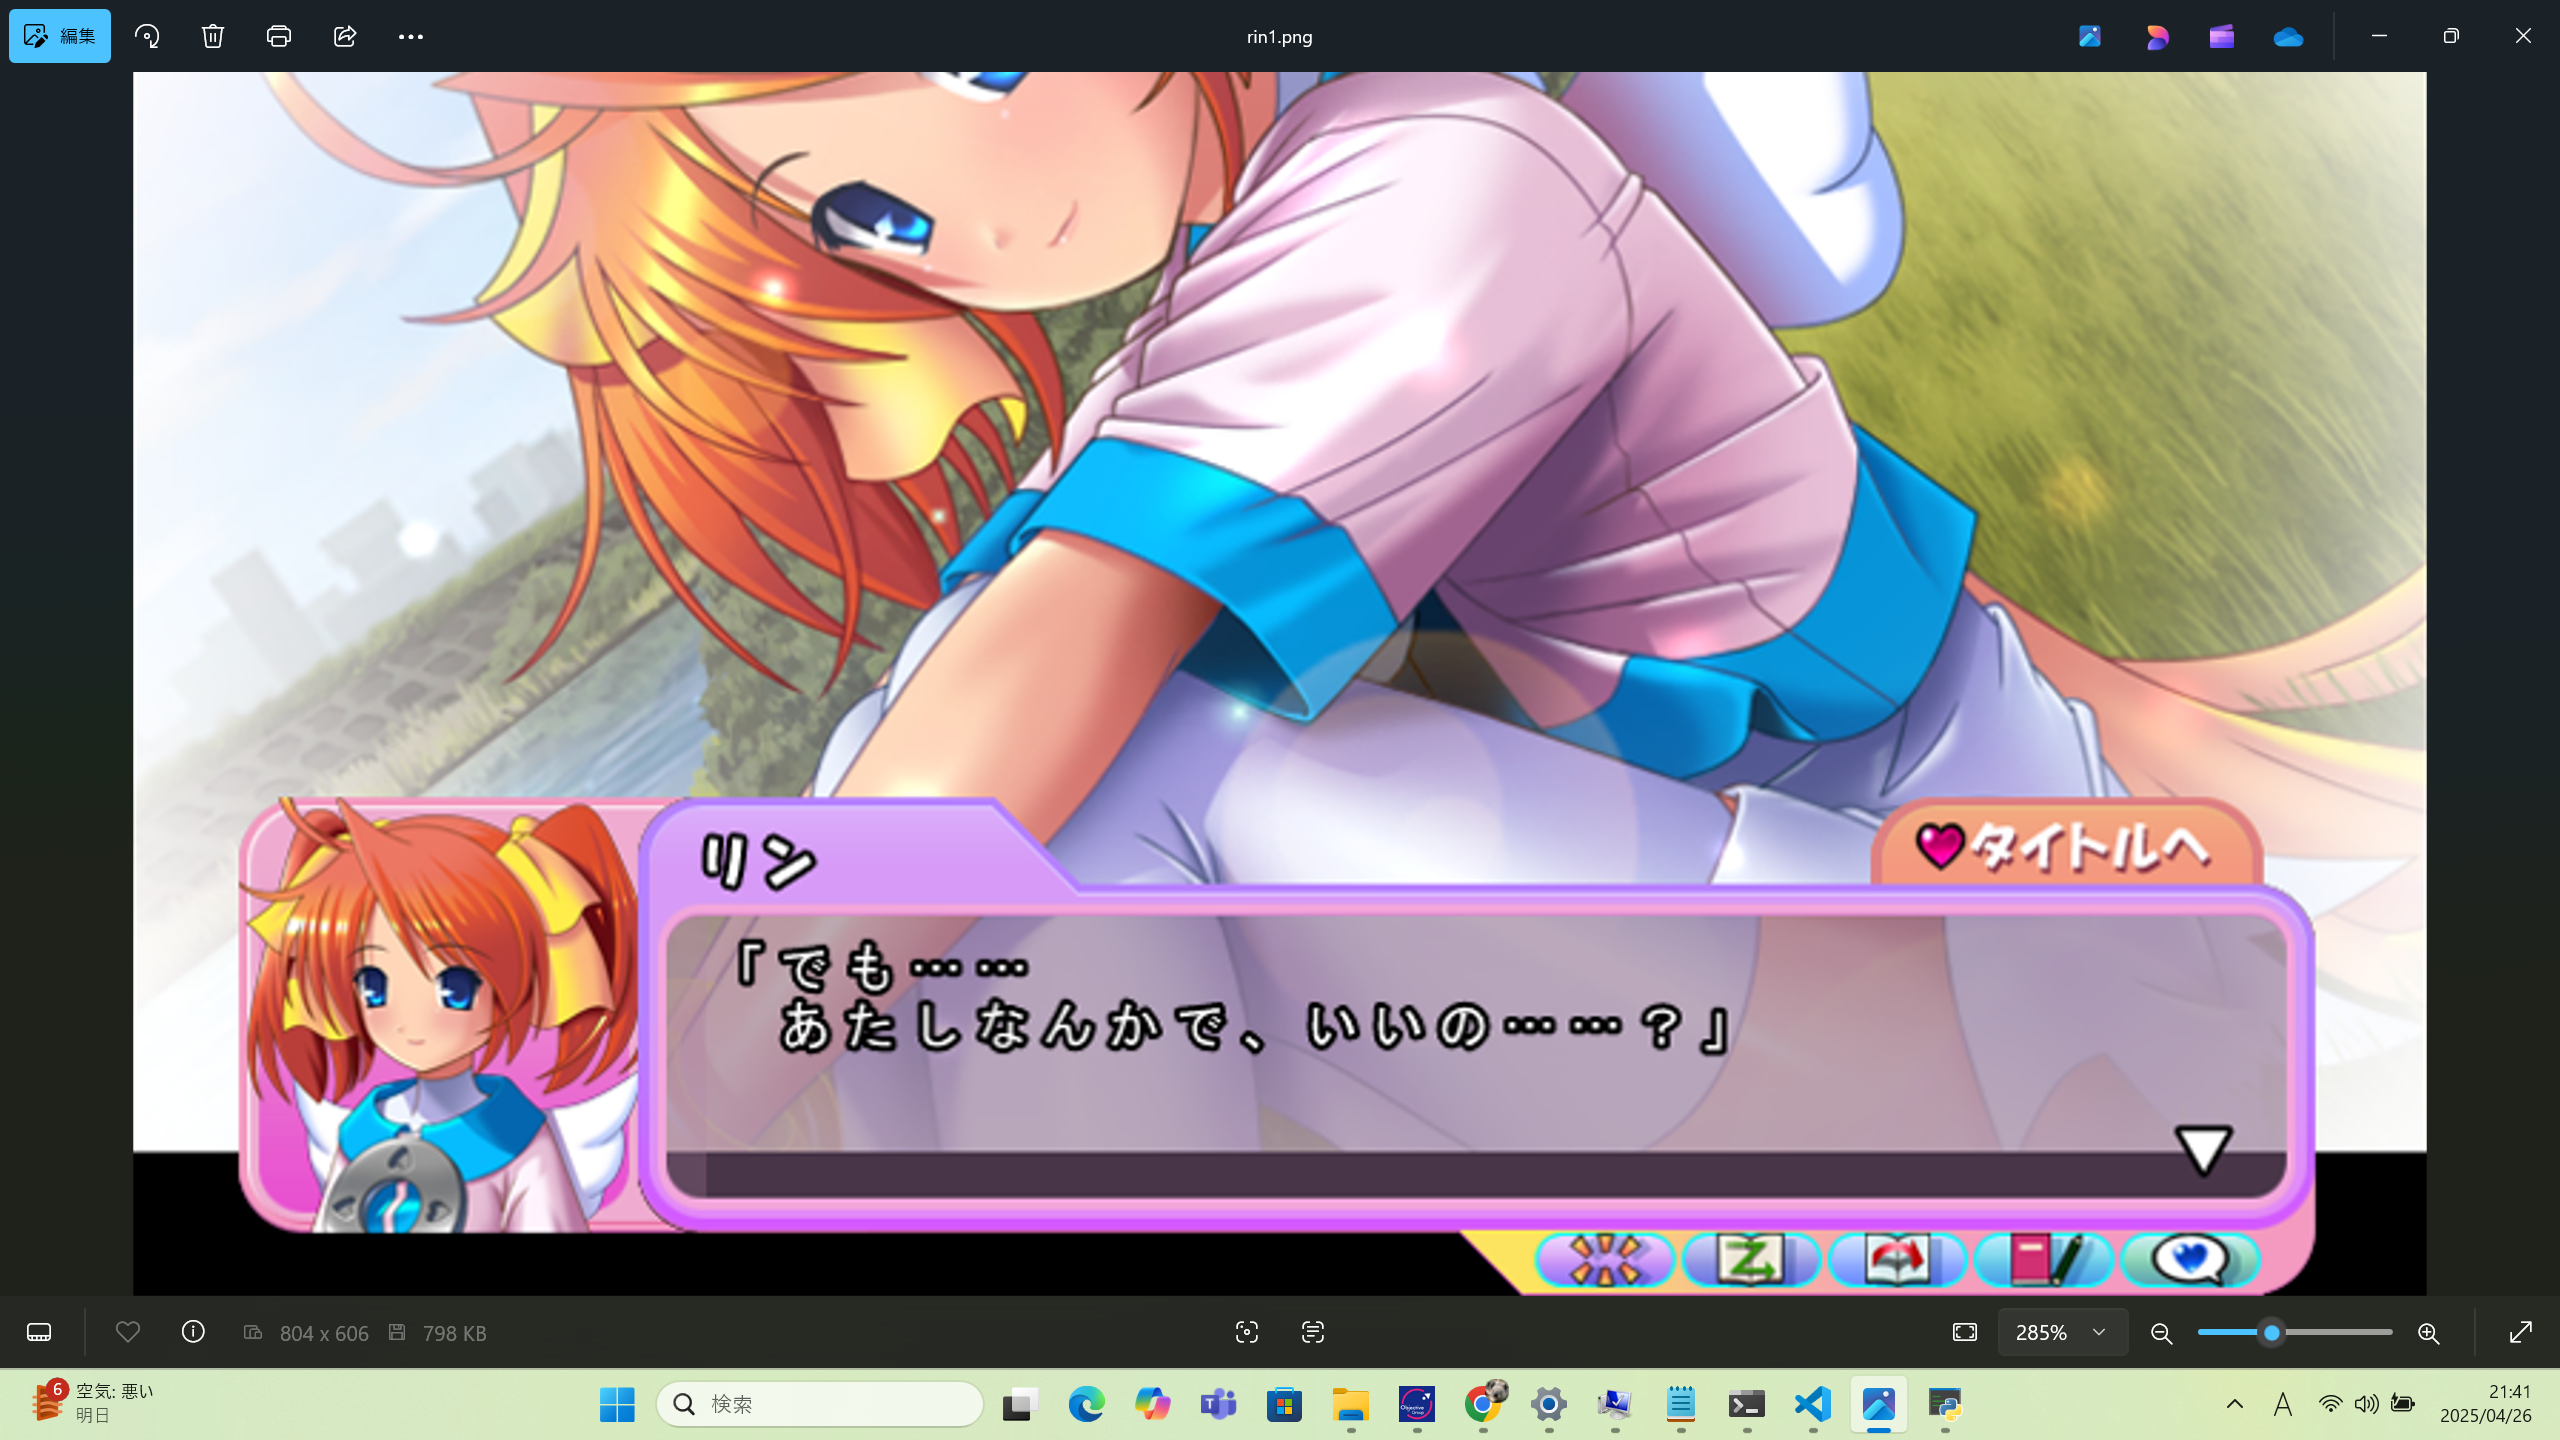 編集
rin1.png
リン
タイトルへ
「でも……
あたしなんかで、いいの……？」
804 x 606
798 KB
285%
6
空気: 悪い
明日
検索
A
21:41
2025/04/26